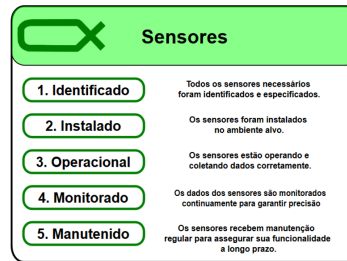 Sensores
1. Identificado
Todos os sensores necessários
foram identificados e especificados.
2. Instalado
Os sensores foram instalados
no ambiente alvo.
3. Operacional
Os sensores estão operando e
coletando dados corretamente.
4. Monitorado
Os dados dos sensores são monitorados
continuamente para garantir precisão
5. Manutenido
Os sensores recebem manutenção
regular para assegurar sua funcionalidade
a longo prazo.